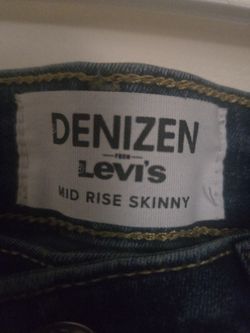 DENIZEN
FROM
Levi's
MID RISE SKINNY